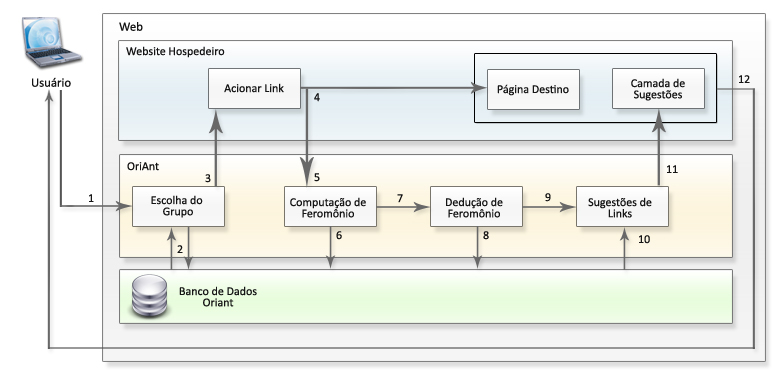 Web
Website Hospedeiro
Usuário
Acionar Link
4
Página Destino
Camada de
Sugestões
12
OriAnt
3
5
11
1
Escolha do
Grupo
Computação de
Feromônio
7
Dedução de
Feromônio
9
Sugestões de
Links
2
6
8
10
Banco de Dados
Oriant